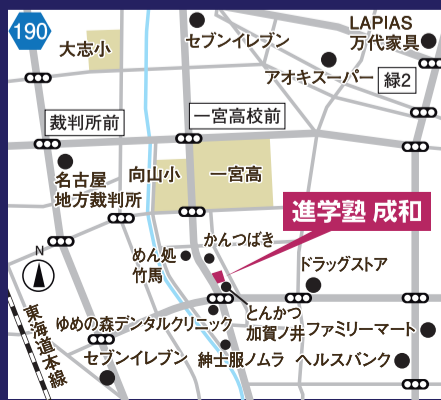 190
大志小
セブンイレブン
LAPIAS
万代家具
アオキスーパー
緑2
裁判所前
一宮高校前
名古屋
地方裁判所
向山小
一宮高
進学塾 成和
かんつばき
めん処
竹馬
ドラッグストア
N
とんかつ
加賀ノ井
ゆめの森デンタルクリニック
ファミリーマート
東海道本線
セブンイレブン
紳士服ノムラ
ヘルスバンク